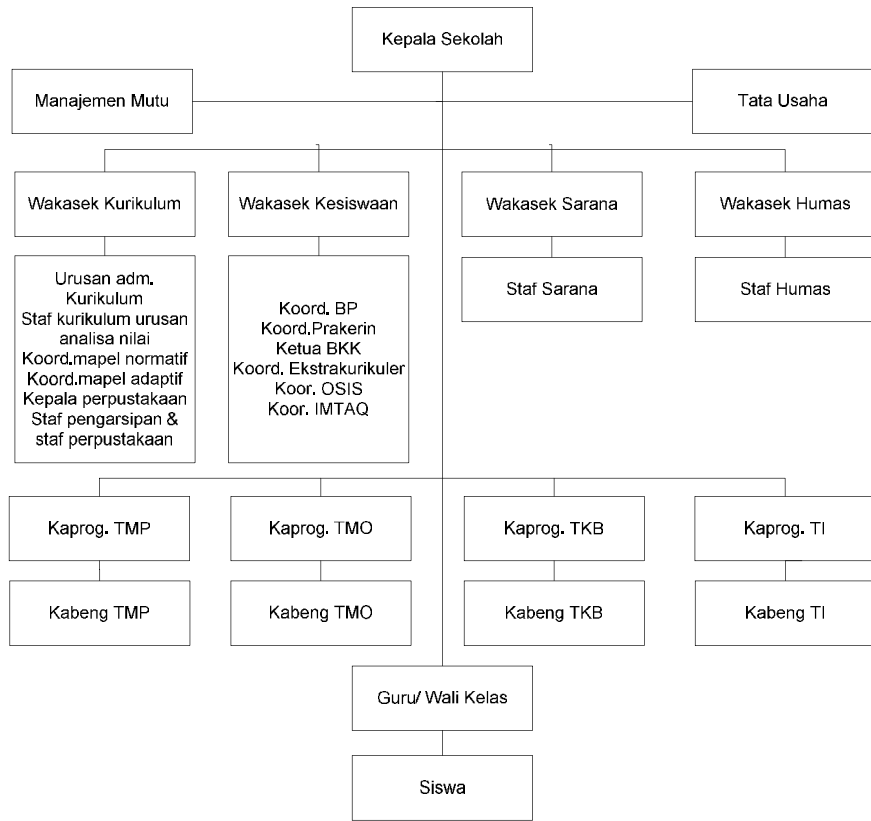 Kepala Sekolah
Manajemen Mutu
Tata Usaha
Wakasek Kurikulum
Wakasek Kesiswaan
Wakasek Sarana
Wakasek Humas
Urusan adm.
Kurikulum
Staf kurikulum urusan
analisa nilai
Koord.mapel normatif
Koord.mapel adaptif
Kepala perpustakaan
Staf pengarsipan &
staf perpustakaan
Koord. BP
Koord.Prakerin
Ketua BKK
Koord. Ekstrakurikuler
Koor. OSIS
Koor. IMTAQ
Staf Sarana
Staf Humas
Kaprog. TMP
Kaprog. TMO
Kaprog. TKB
Kaprog. TI
Kabeng TMP
Kabeng TMO
Kabeng TKB
Kabeng TI
Guru/ Wali Kelas
Siswa